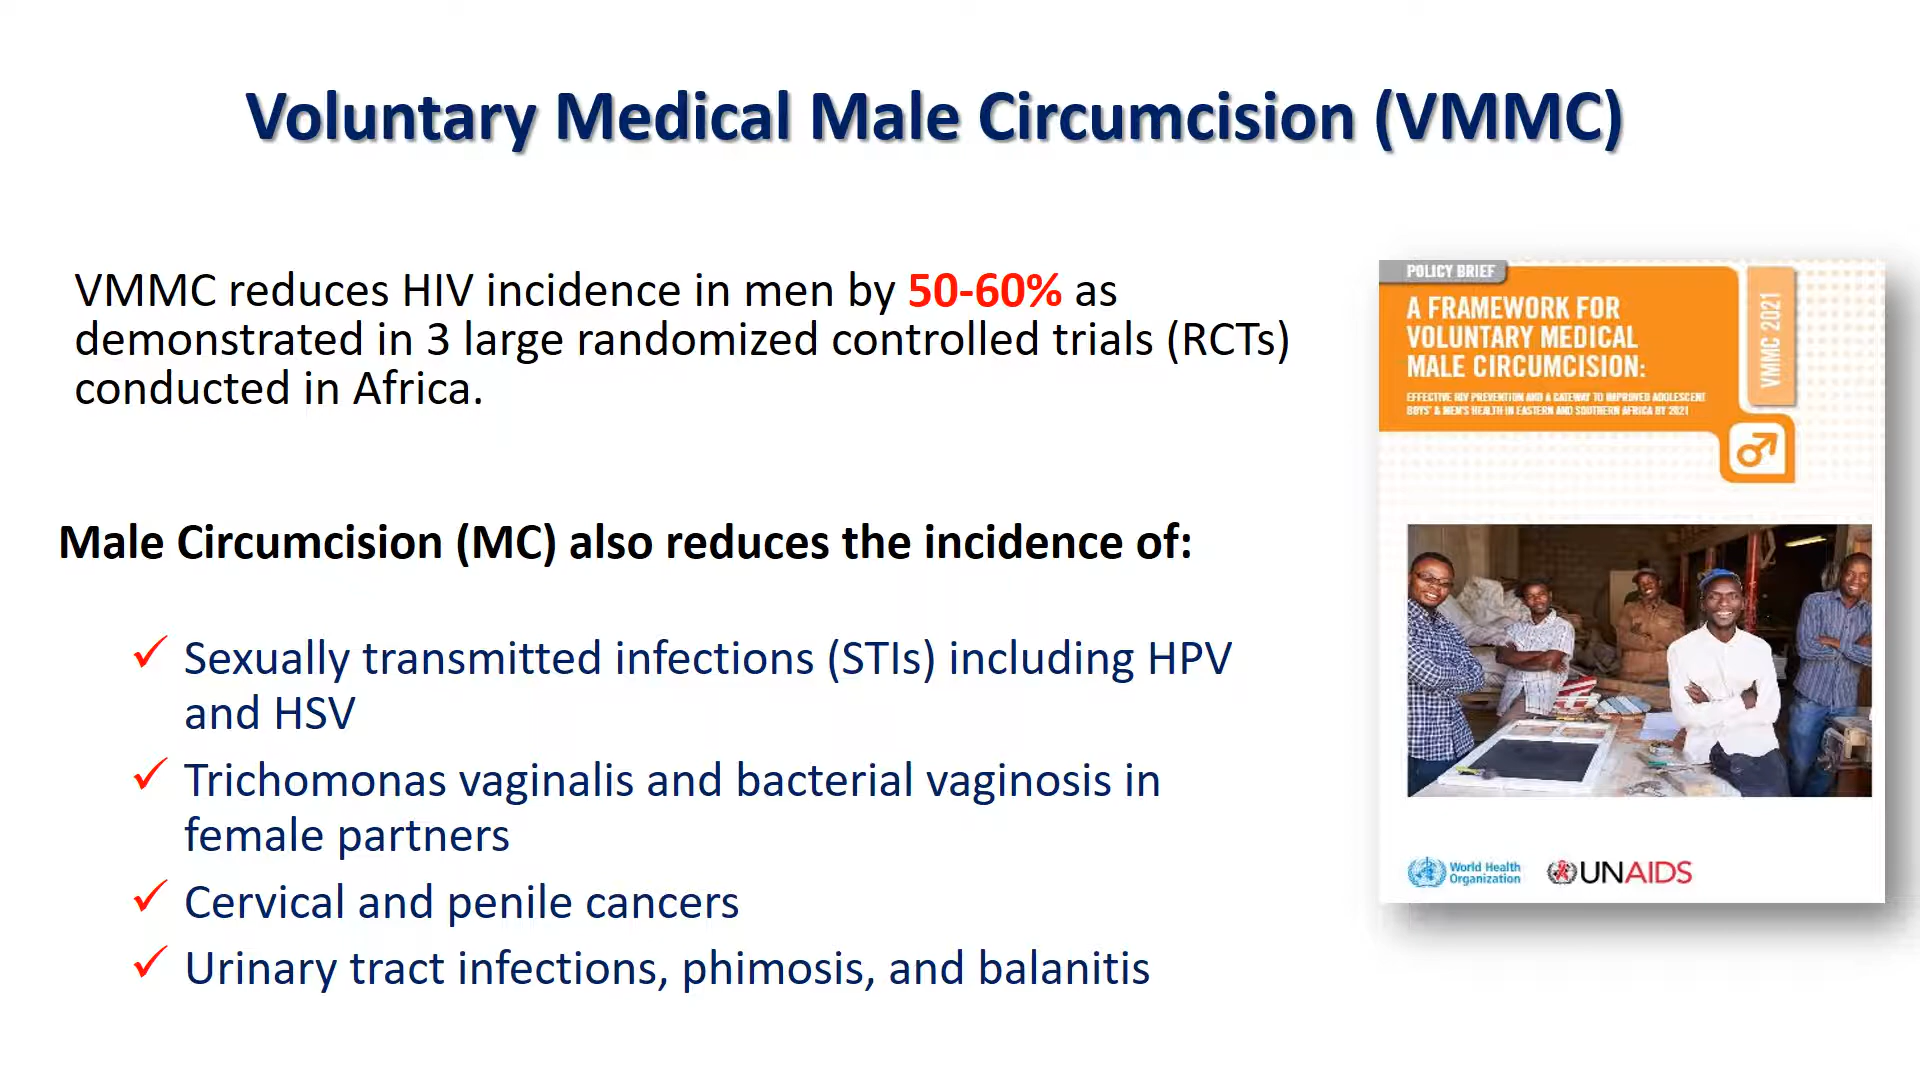 Voluntary Medical Male Circumcision (VMMC)
VMMC reduces HIV incidence in men by 50-60% as
demonstrated in 3 large randomized controlled trials (RCTs)
conducted in Africa.
Male Circumcision (MC) also reduces the incidence of:
Sexually transmitted infections (STIs) including HPV
and HSV
Trichomonas vaginalis and bacterial vaginosis in
female partners
Cervical and penile cancers
Urinary tract infections, phimosis, and balanitis
POLICY BRIEF
A FRAMEWORK FOR
VOLUNTARY MEDICAL
MALE CIRCUMCISION:
EFFECTIVE HIV PREVENTION AND A GATEWAY TO IMPROVED ADOLESCENT
BOYS' & MEN'S HEALTH IN EASTERN AND SOUTHERN AFRICA BY 2021
VMMC 2021
World Health
Organization
UNAIDS